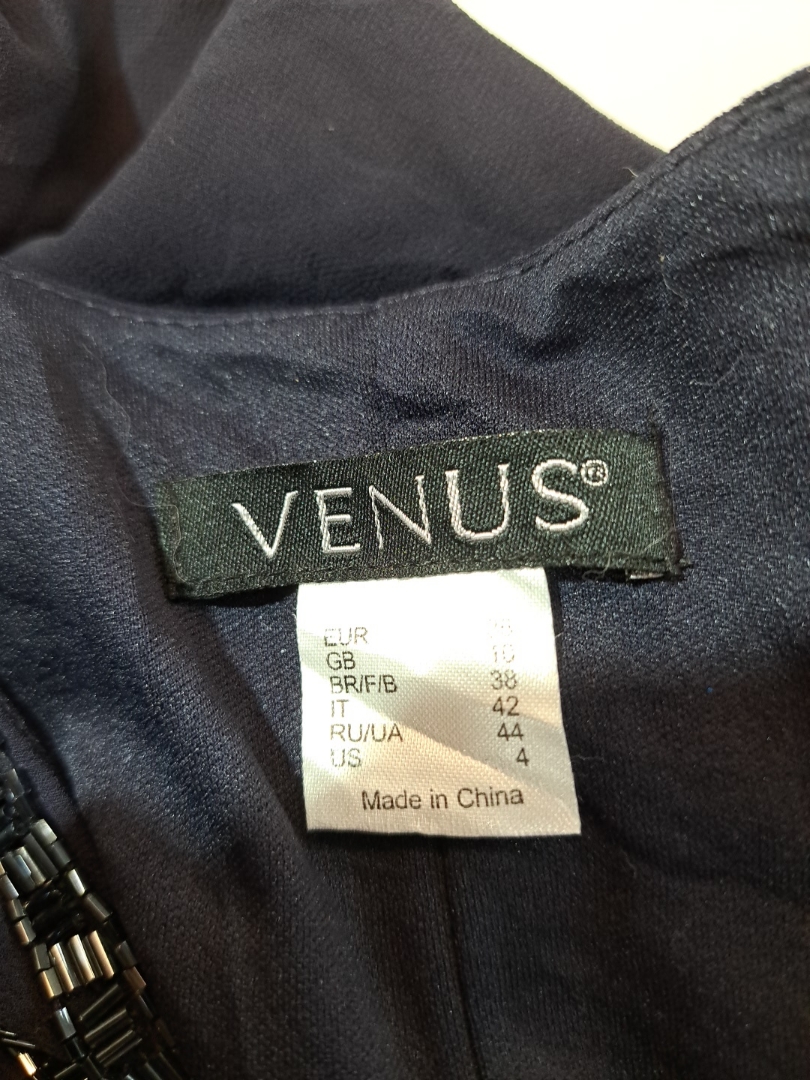 VENUS®
EUR
GB 10
BR/F/B 38
IT 42
RU/UA 44
US 4
Made in China